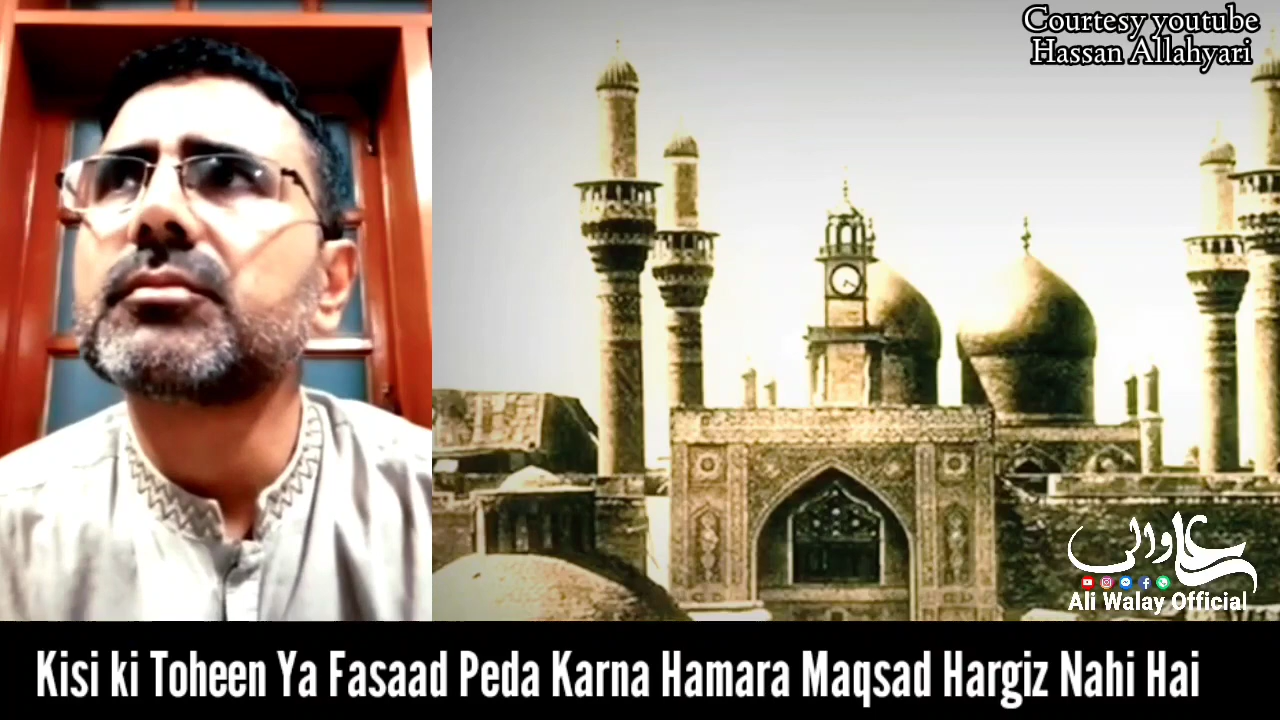 Courtesy youtube
Hassan Allahyari
علی والے
Ali Walay Official
Kisi ki Toheen Ya Fasaad Peda Karna Hamara Maqsad Hargiz Nahi Hai